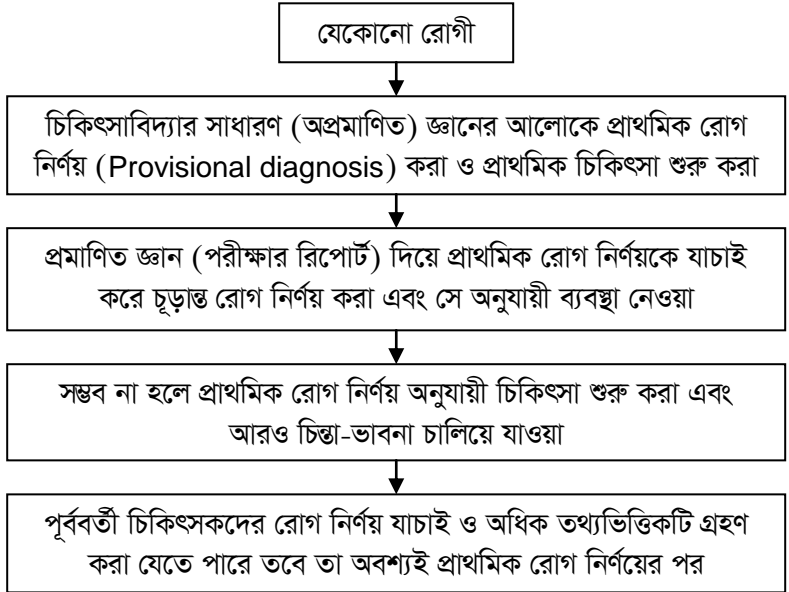 যেকোনো রোগী
চিকিৎসাবিদ্যার সাধারণ (অপ্রমাণিত) জ্ঞানের আলোকে প্রাথমিক রোগ
নির্ণয় (Provisional diagnosis) করা ও প্রাথমিক চিকিৎসা শুরু করা
প্রমাণিত জ্ঞান (পরীক্ষার রিপোর্ট) দিয়ে প্রাথমিক রোগ নির্ণয়কে যাচাই
করে চূড়ান্ত রোগ নির্ণয় করা এবং সে অনুযায়ী ব্যবস্থা নেওয়া
সম্ভব না হলে প্রাথমিক রোগ নির্ণয় অনুযায়ী চিকিৎসা শুরু করা এবং
আরও চিন্তা-ভাবনা চালিয়ে যাওয়া
পূর্ববর্তী চিকিৎসকদের রোগ নির্ণয় যাচাই ও অধিক তথ্যভিত্তিকটি গ্রহণ
করা যেতে পারে তবে তা অবশ্যই প্রাথমিক রোগ নির্ণয়ের পর